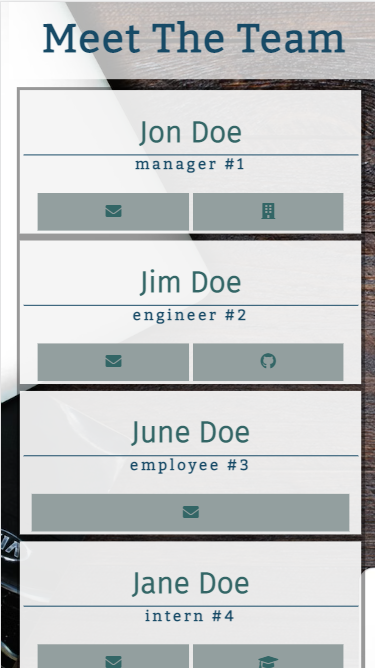 Meet The Team
Jon Doe
manager #1
Jim Doe
engineer #2
June Doe
employee #3
Jane Doe
intern #4